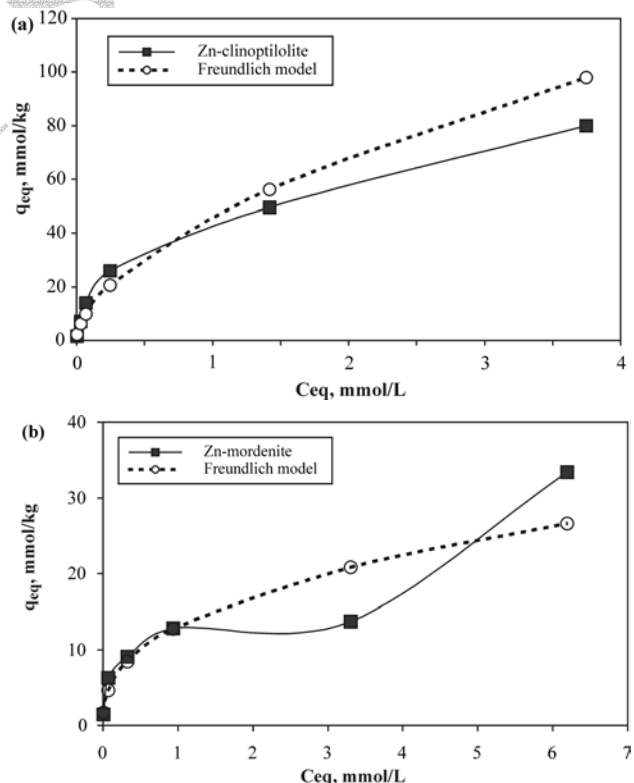 (a)
120
100
80
60
40
20
0
qeq, mmol/kg
Zn-clinoptilolite
Freundlich model
0 1 2 3 4
Ceq, mmol/L
(b)
40
30
20
10
0
qeq, mmol/kg
Zn-mordenite
Freundlich model
0 1 2 3 4 5 6 7
Ceq, mmol/L